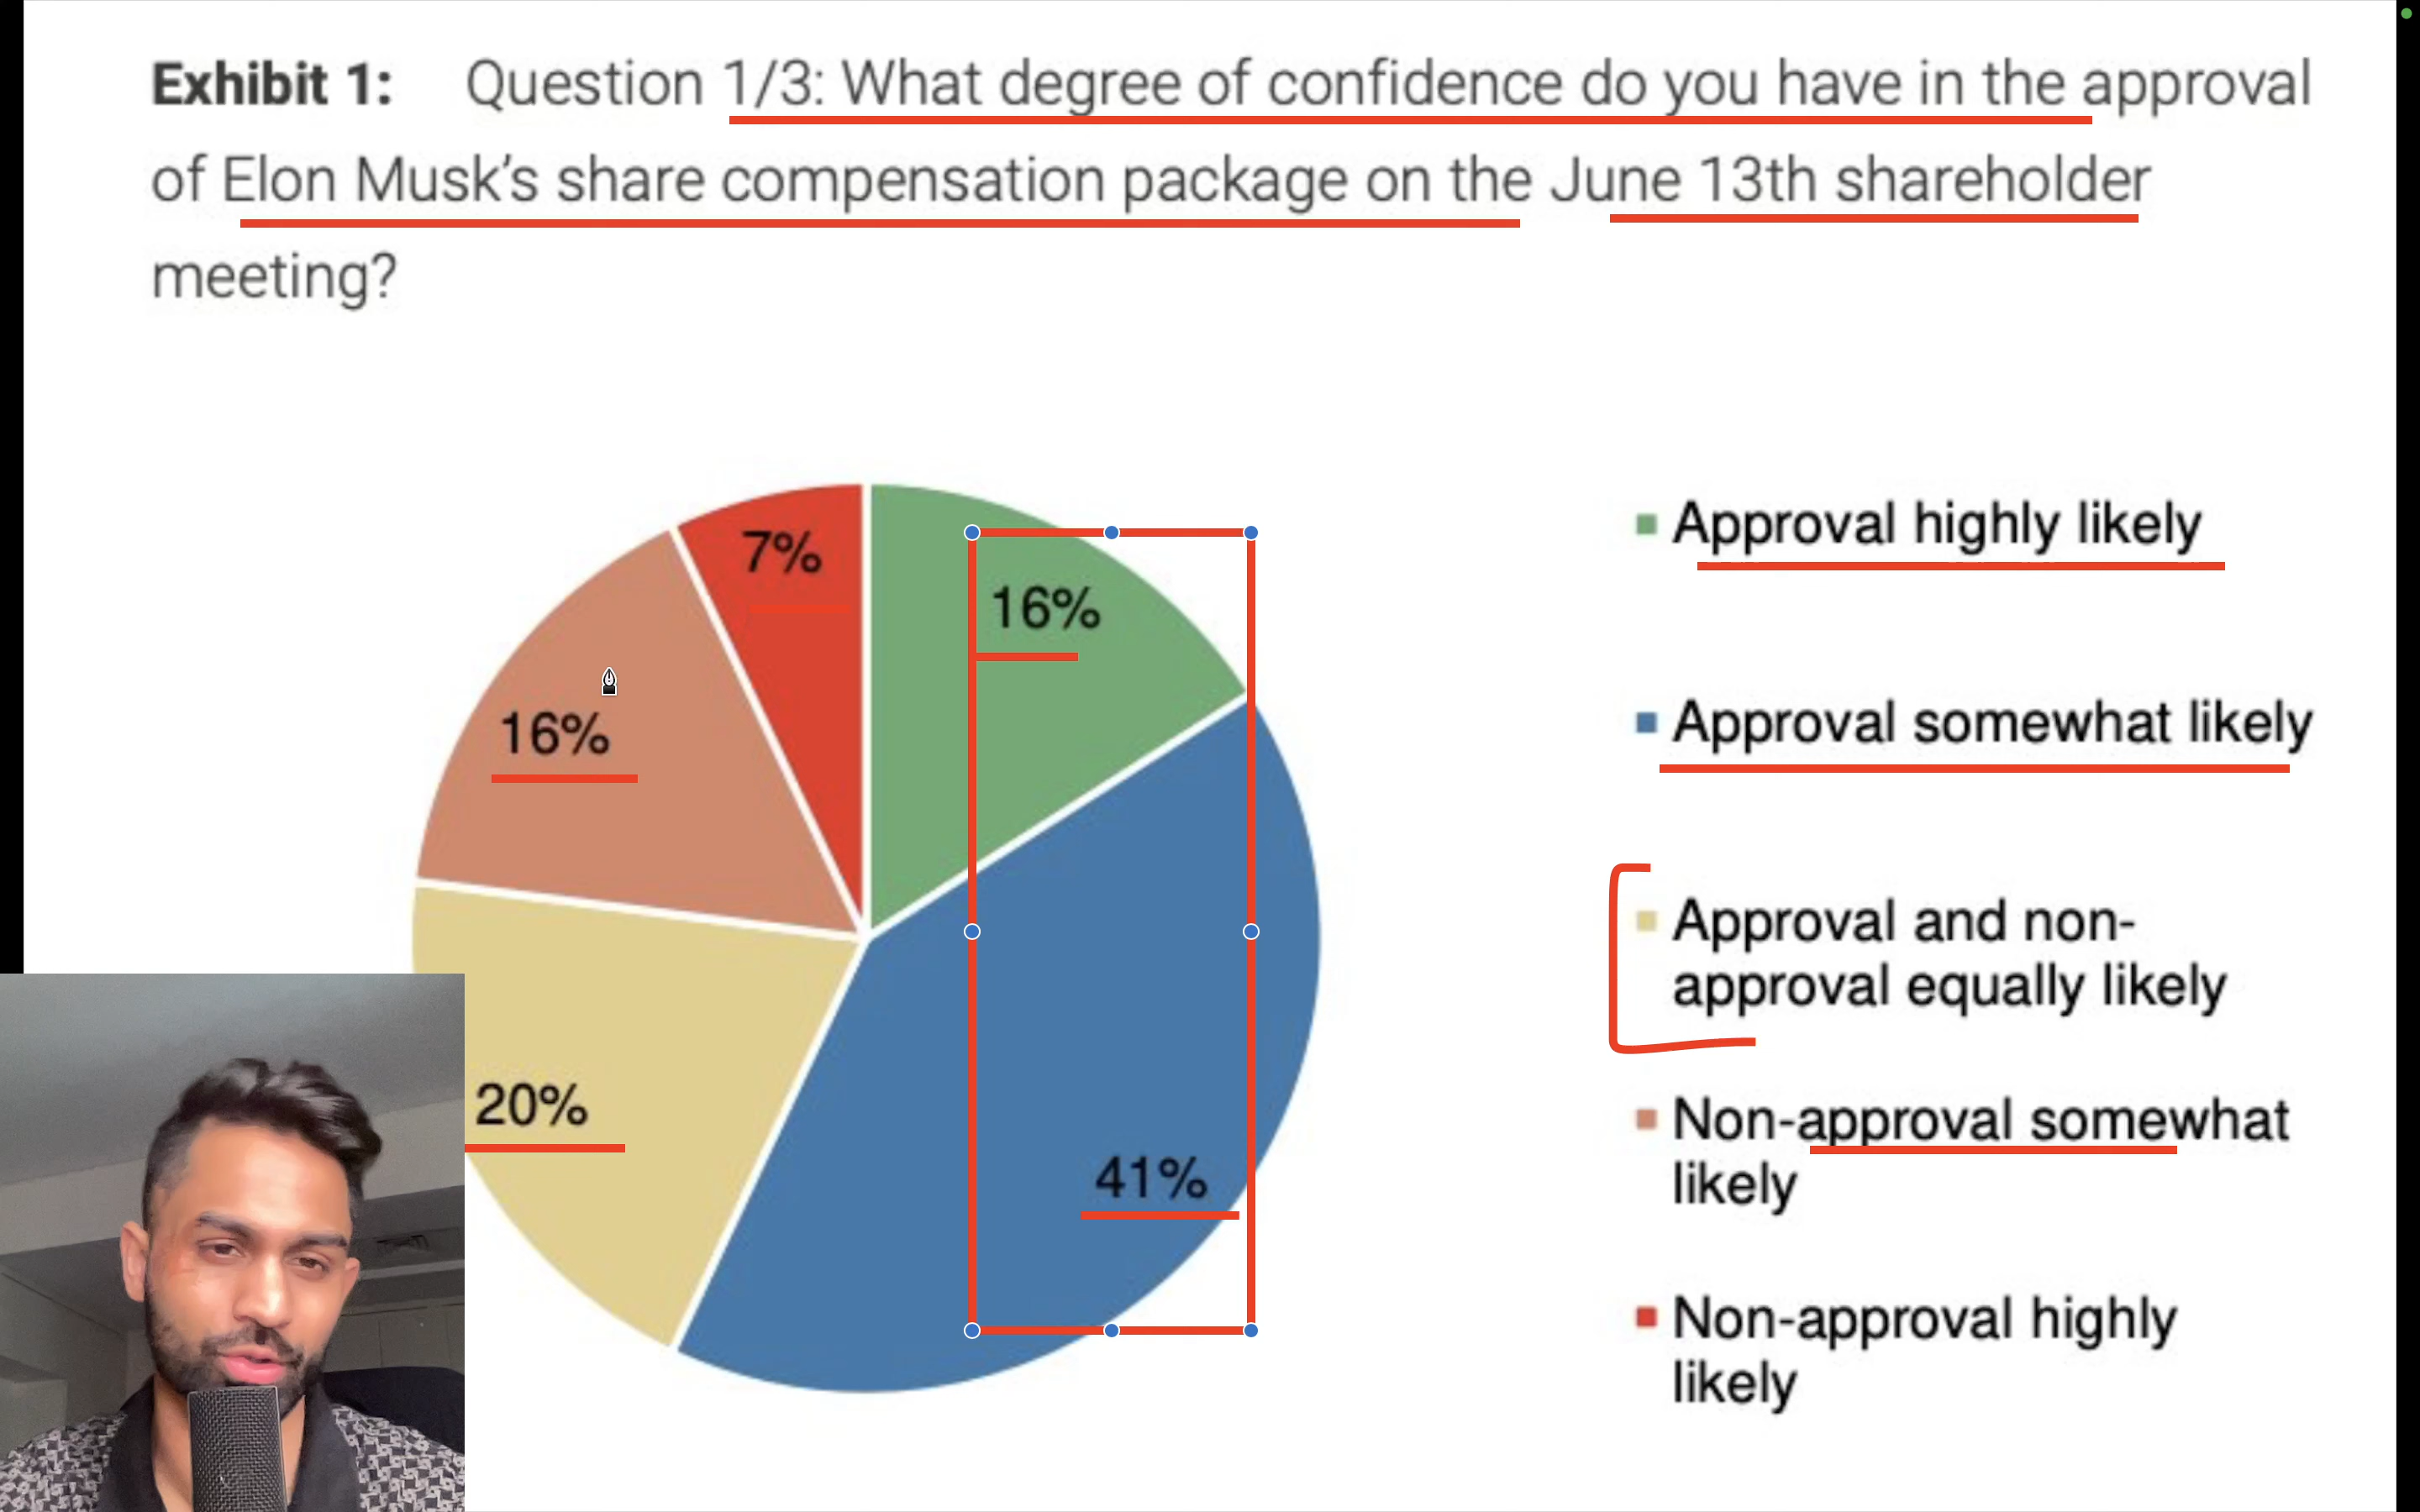 Exhibit 1: Question 1/3: What degree of confidence do you have in the approval
of Elon Musk’s share compensation package on the June 13th shareholder
meeting?
7%
16%
16%
20%
41%
Approval highly likely
Approval somewhat likely
Approval and non-
approval equally likely
Non-approval somewhat
likely
Non-approval highly
likely